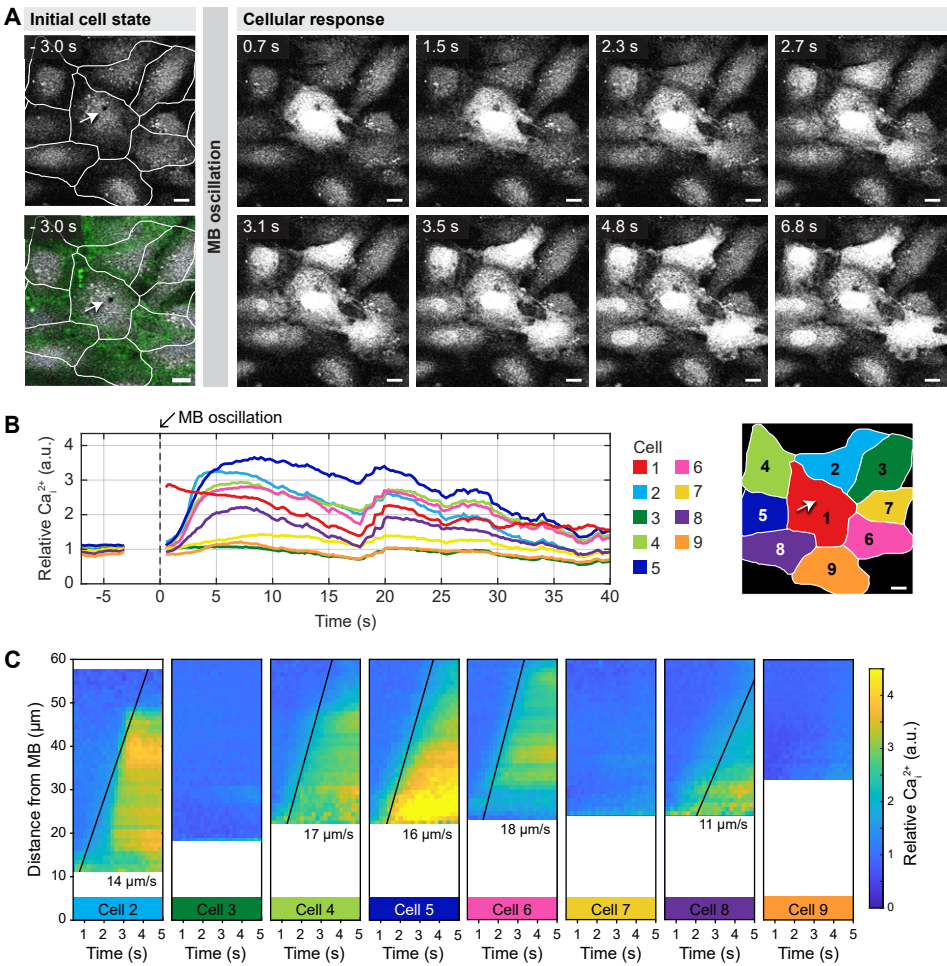 A
Initial cell state
Cellular response
- 3.0 s
0.7 s
1.5 s
2.3 s
2.7 s
MB oscillation
- 3.0 s
3.1 s
3.5 s
4.8 s
6.8 s
B
MB oscillation
Relative Ca²⁺ᵢ (a.u.)
4
3
2
1
0
-5
0
5
10
15
20
25
30
35
40
Time (s)
Cell
1
2
3
4
5
6
7
8
9
4
2
3
5
1
7
8
6
9
C
Distance from MB (µm)
60
50
40
30
20
10
0
14 µm/s
17 µm/s
16 µm/s
18 µm/s
11 µm/s
Cell 2
Cell 3
Cell 4
Cell 5
Cell 6
Cell 7
Cell 8
Cell 9
1 2 3 4 5
1 2 3 4 5
1 2 3 4 5
1 2 3 4 5
1 2 3 4 5
1 2 3 4 5
1 2 3 4 5
1 2 3 4 5
Time (s)
Time (s)
Time (s)
Time (s)
Time (s)
Time (s)
Time (s)
Time (s)
4
3
2
1
0
Relative Ca²⁺ᵢ (a.u.)